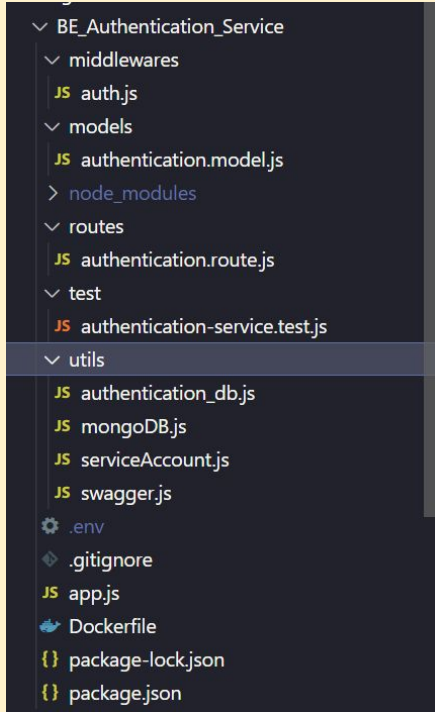 BE_Authentication_Service
middlewares
JS auth.js
models
JS authentication.model.js
node_modules
routes
JS authentication.route.js
test
JS authentication-service.test.js
utils
JS authentication_db.js
JS mongoDB.js
JS serviceAccount.js
JS swagger.js
.env
.gitignore
JS app.js
Dockerfile
{} package-lock.json
{} package.json